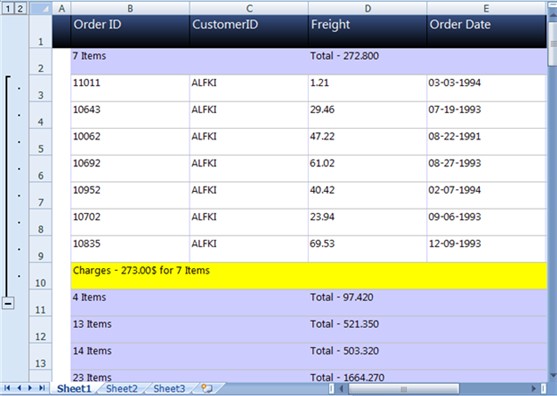 1 2 A B C D E
1 Order ID CustomerID Freight Order Date
2 7 Items Total - 272.800
3 11011 ALFKI 1.21 03-03-1994
4 10643 ALFKI 29.46 07-19-1993
5 10062 ALFKI 47.22 08-22-1991
6 10692 ALFKI 61.02 08-27-1993
7 10952 ALFKI 40.42 02-07-1994
8 10702 ALFKI 23.94 09-06-1993
9 10835 ALFKI 69.53 12-09-1993
10 Charges - 273.00$ for 7 Items
11 4 Items Total - 97.420
12 13 Items Total - 521.350
13 14 Items Total - 503.320
23 Items Total - 1664.270
Sheet1 Sheet2 Sheet3